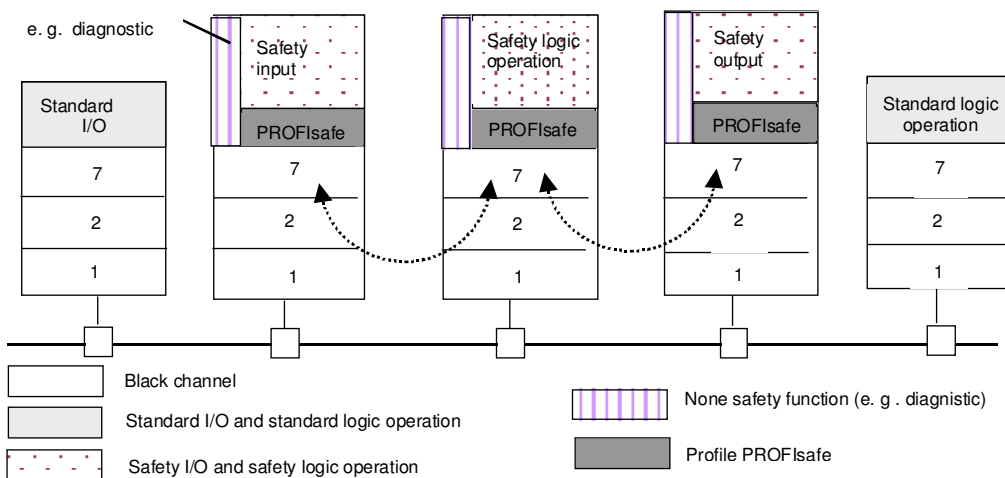 e. g. diagnostic
Standard
I/O
7
2
1
Safety
input
PROFIsafe
7
2
1
Safety logic
operation
PROFIsafe
7
2
1
Safety
output
PROFIsafe
7
2
1
Standard logic
operation
7
2
1
Black channel
Standard I/O and standard logic operation
Safety I/O and safety logic operation
None safety function (e. g . diagnostic)
Profile PROFIsafe